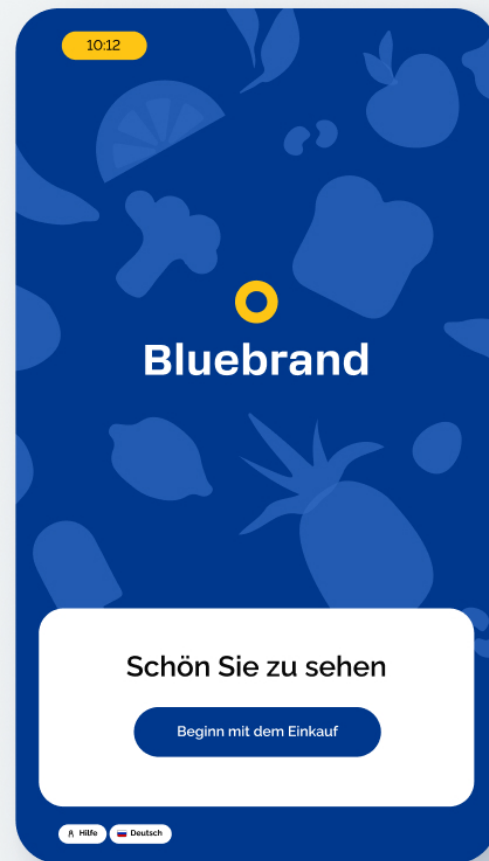 10:12
Bluebrand
Schön Sie zu sehen
Beginn mit dem Einkauf
Hilfe
Deutsch